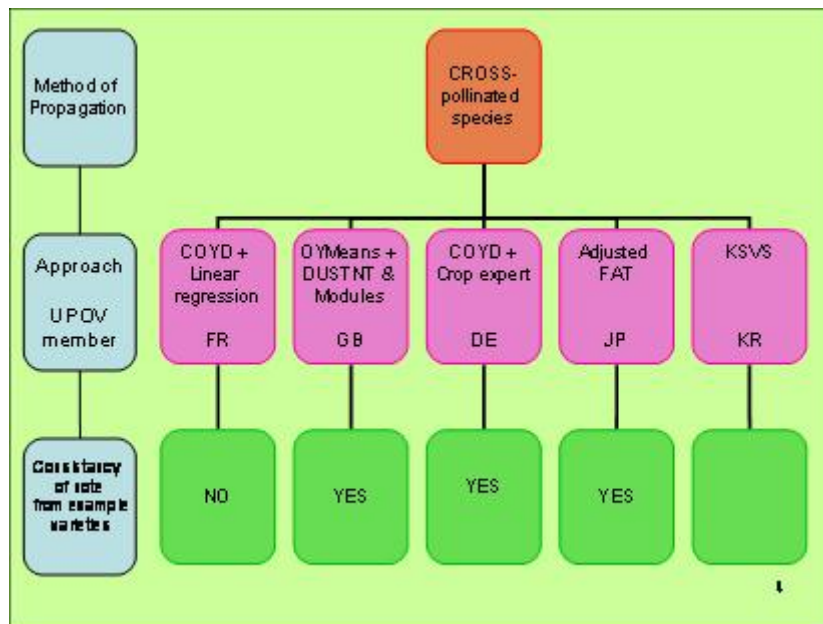 Method of
Propagation
CROSS-
pollinated
species
Approach
UPOV
member
COYD +
Linear
regression
FR
OYMeans +
DUSTNT &
Modules
GB
COYD +
Crop expert
DE
Adjusted
FAT
JP
KSVS
KR
Consistancy
of note
from example
varieties
NO
YES
YES
YES